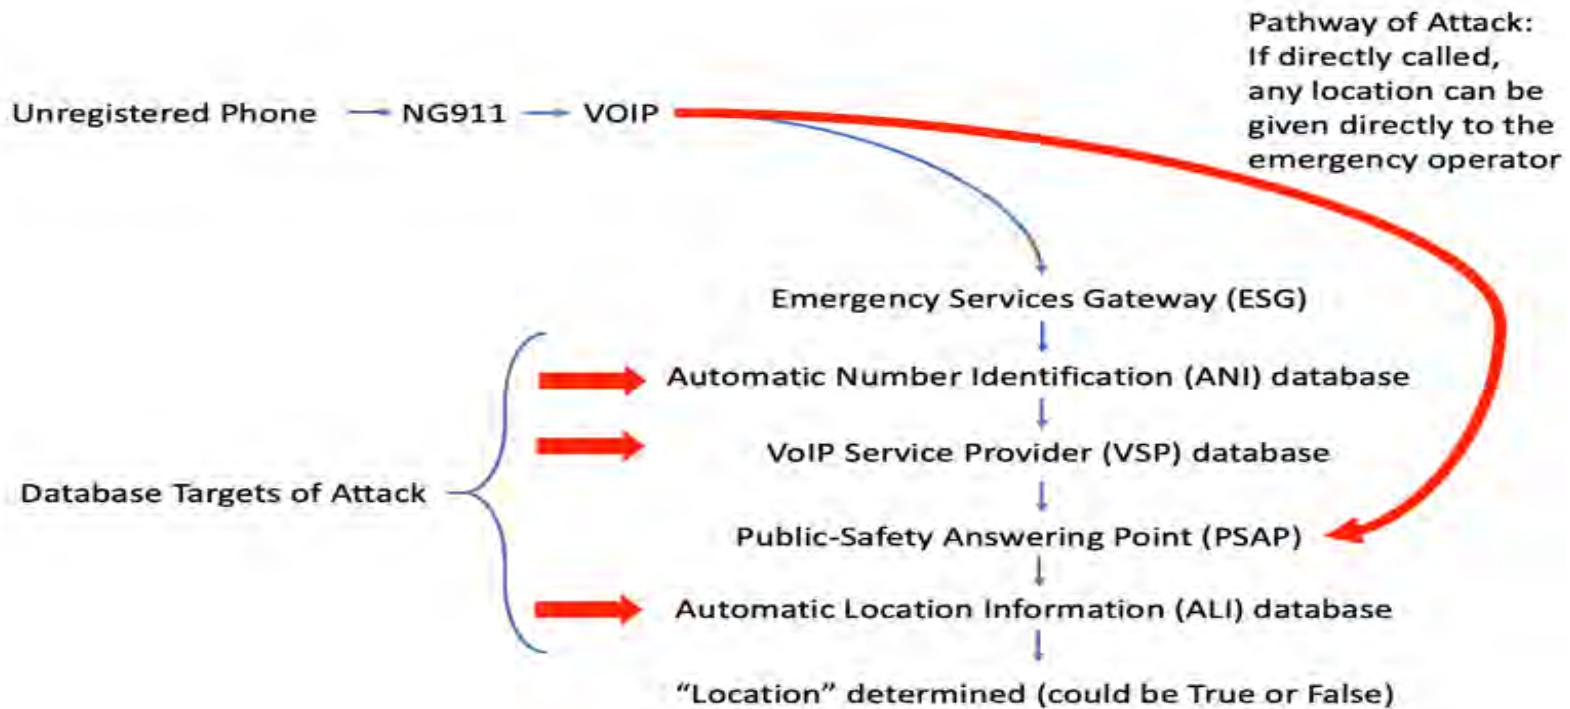 Pathway of Attack:
If directly called,
any location can be
given directly to the
emergency operator
Unregistered Phone NG911 VOIP
Emergency Services Gateway (ESG)
Automatic Number Identification (ANI) database
VoIP Service Provider (VSP) database
Database Targets of Attack
Public-Safety Answering Point (PSAP)
Automatic Location Information (ALI) database
“Location” determined (could be True or False)